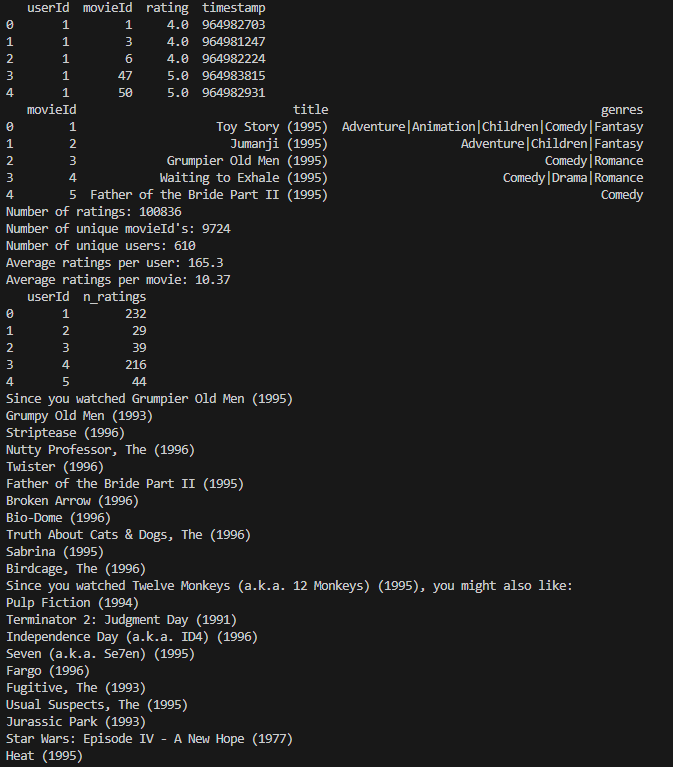 userId movieId rating timestamp
0 1 1 4.0 964982703
1 1 3 4.0 964981247
2 1 6 4.0 964982224
3 1 47 5.0 964983815
4 1 50 5.0 964982931
movieId title genres
0 1 Toy Story (1995) Adventure|Animation|Children|Comedy|Fantasy
1 2 Jumanji (1995) Adventure|Children|Fantasy
2 3 Grumpier Old Men (1995) Comedy|Romance
3 4 Waiting to Exhale (1995) Comedy|Drama|Romance
4 5 Father of the Bride Part II (1995) Comedy
Number of ratings: 100836
Number of unique movieId's: 9724
Number of unique users: 610
Average ratings per user: 165.3
Average ratings per movie: 10.37
userId n_ratings
0 1 232
1 2 29
2 3 39
3 4 216
4 5 44
Since you watched Grumpier Old Men (1995)
Grumpy Old Men (1993)
Striptease (1996)
Nutty Professor, The (1996)
Twister (1996)
Father of the Bride Part II (1995)
Broken Arrow (1996)
Bio-Dome (1996)
Truth About Cats & Dogs, The (1996)
Sabrina (1995)
Birdcage, The (1996)
Since you watched Twelve Monkeys (a.k.a. 12 Monkeys) (1995), you might also like:
Pulp Fiction (1994)
Terminator 2: Judgment Day (1991)
Independence Day (a.k.a. ID4) (1996)
Seven (a.k.a. Se7en) (1995)
Fargo (1996)
Fugitive, The (1993)
Usual Suspects, The (1995)
Jurassic Park (1993)
Star Wars: Episode IV - A New Hope (1977)
Heat (1995)